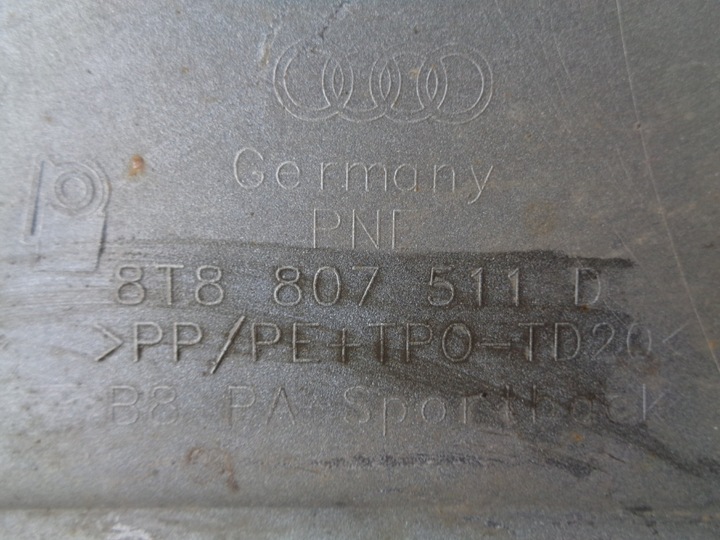 Germany
PNE
8T8 807 511 D
>PP/PE+TPO-TD20<
B8 PA Sportback